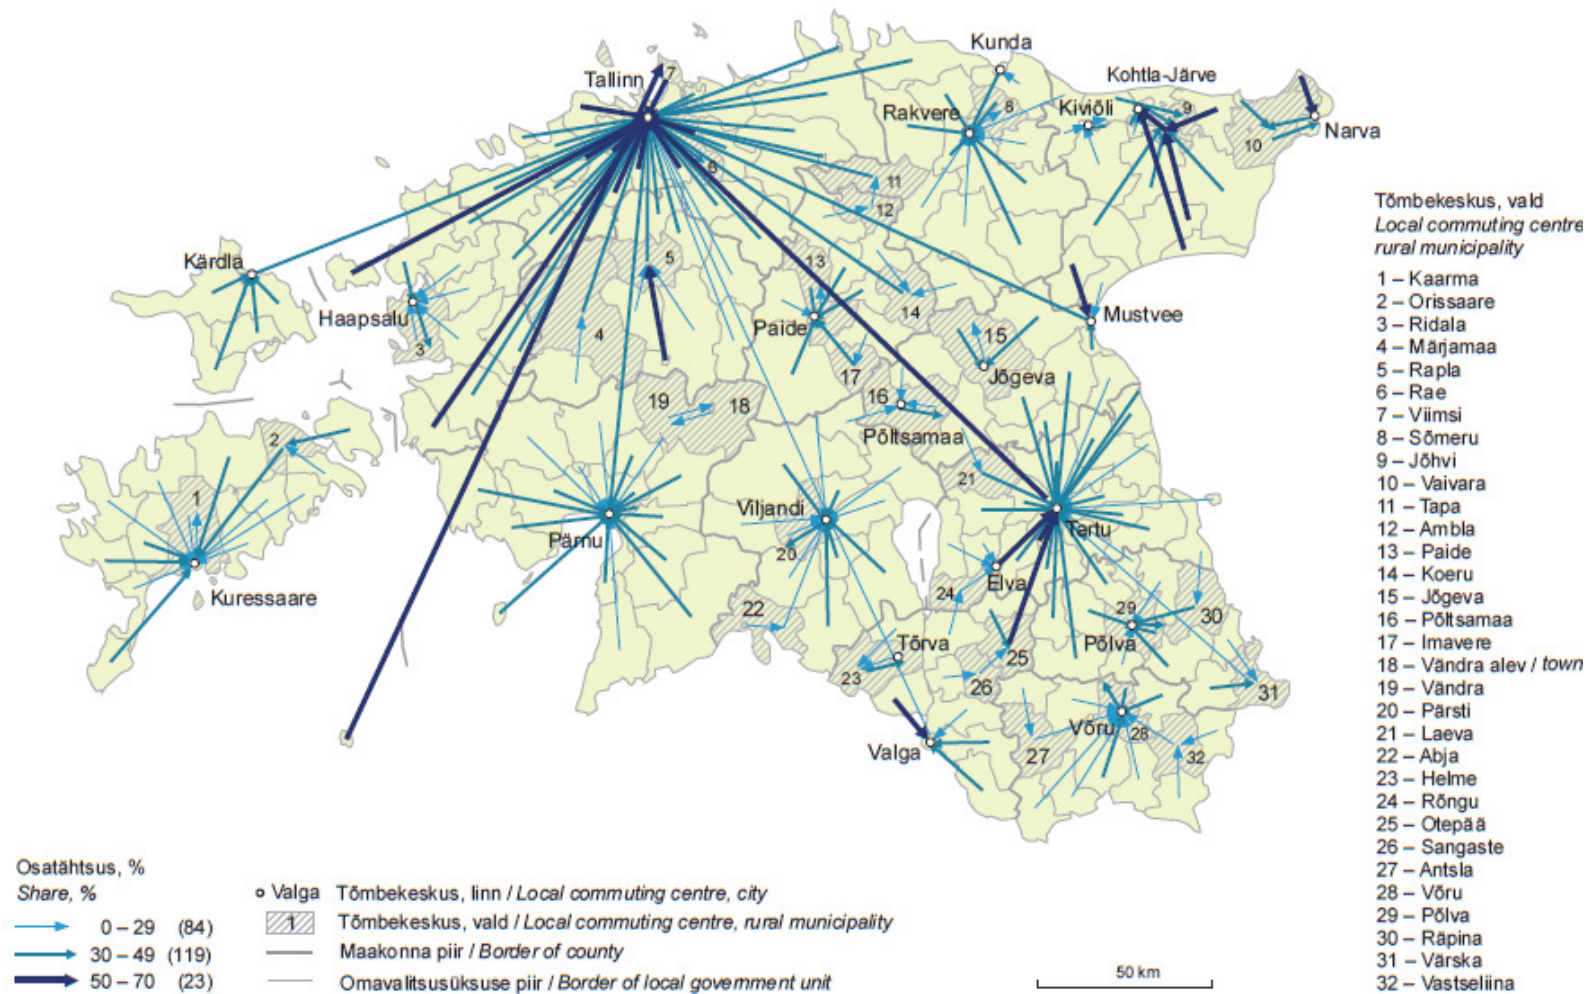 Kunda
Tallinn
7
Kohtla-Järve
Rakvere
8
Kiviõli
9
Narva
10
6
11
12
Kärdla
5
13
Haapsalu
3
4
Paide
14
Mustvee
15
17
Jõgeva
16
19
18
Põltsamaa
2
21
1
Viljandi
Pärnu
20
Tartu
Kuressaare
Elva
24
22
29
30
Põlva
Tõrva
25
23
26
31
Võru
28
Valga
27
32
Tõmbekeskus, vald
Local commuting centre
rural municipality
1 – Kaarma
2 – Orissaare
3 – Ridala
4 – Märjamaa
5 – Rapla
6 – Rae
7 – Viimsi
8 – Sõmeru
9 – Jõhvi
10 – Vaivara
11 – Tapa
12 – Ambla
13 – Paide
14 – Koeru
15 – Jõgeva
16 – Põltsamaa
17 – Imavere
18 – Vändra alev / town
19 – Vändra
20 – Pärsti
21 – Laeva
22 – Abja
23 – Helme
24 – Rõngu
25 – Otepää
26 – Sangaste
27 – Antsla
28 – Võru
29 – Põlva
30 – Räpina
31 – Värska
32 – Vastseliina
Osatähtsus, %
Share, %
0 – 29 (84)
30 – 49 (119)
50 – 70 (23)
Valga Tõmbekeskus, linn / Local commuting centre, city
1 Tõmbekeskus, vald / Local commuting centre, rural municipality
Maakonna piir / Border of county
Omavalitsusüksuse piir / Border of local government unit
50 km